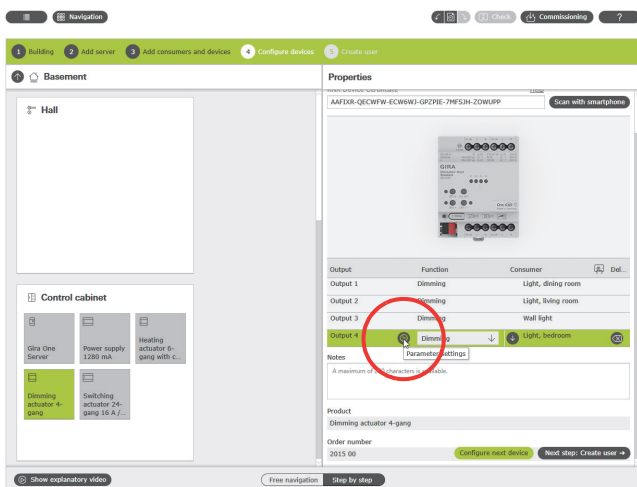 Navigation
Check
Commissioning
?
1 Building 2 Add server 3 Add consumers and devices 4 Configure devices 5 Create user
Basement
Properties
Hall
AAFIXR-QECWFW-ECW6WJ-GPZPIE-7MFSJH-ZOWUPP
Scan with smartphone
GIRA
Output Function Consumer Del...
Output 1 Dimming Light, dining room
Output 2 Dimming Light, living room
Output 3 Dimming Wall light
Output 4 Dimming Light, bedroom
Parameter settings
Control cabinet
Gira One Server
Power supply 1280 mA
Heating actuator 6-gang with c...
Dimming actuator 4-gang
Switching actuator 24-gang 16 A /...
Notes
A maximum of characters is available.
Product
Dimming actuator 4-gang
Order number
2015 00
Configure next device
Next step: Create user →
Show explanatory video
Free navigation
Step by step